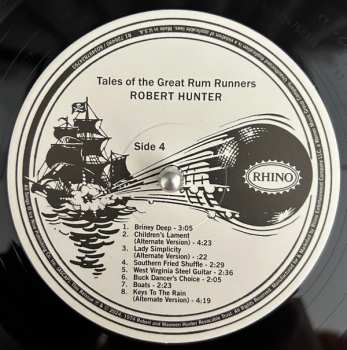 Tales of the Great Rum Runners
ROBERT HUNTER
Side 4
RHINO
1. Briney Deep - 3:05
2. Children's Lament
(Alternate Version) - 4:23
3. Lady Simplicity
(Alternate Version) - :22
4. Southern Fried Shuffle - 2:29
5. West Virginia Steel Guitar - 2:36
6. Buck Dancer's Choice - 2:05
7. Boats - 2:23
8. Keys To The Rain
(Alternate Version) - 4:19